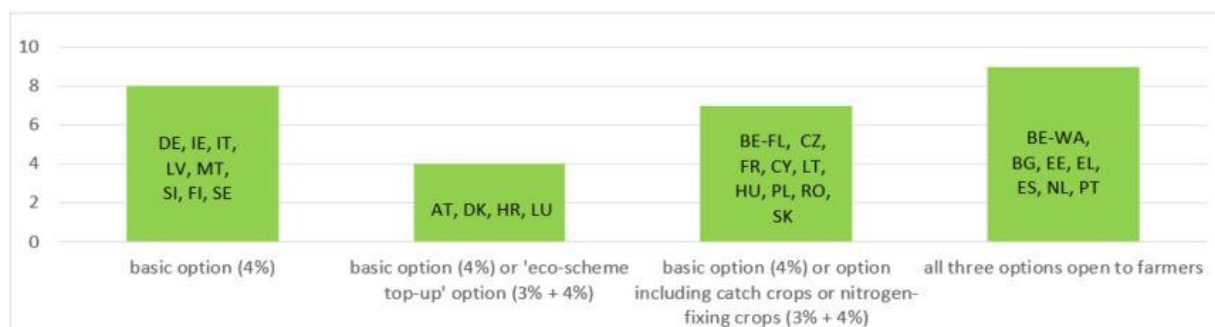 10
8
6
4
2
0
DE, IE, IT,
LV, MT,
SI, FI, SE
AT, DK, HR, LU
BE-FL, CZ,
FR, CY, LT,
HU, PL, RO,
SK
BE-WA,
BG, EE, EL,
ES, NL, PT
basic option (4%)
basic option (4%) or 'eco-scheme
top-up' option (3% + 4%)
basic option (4%) or option
including catch crops or nitrogen-
fixing crops (3% + 4%)
all three options open to farmers